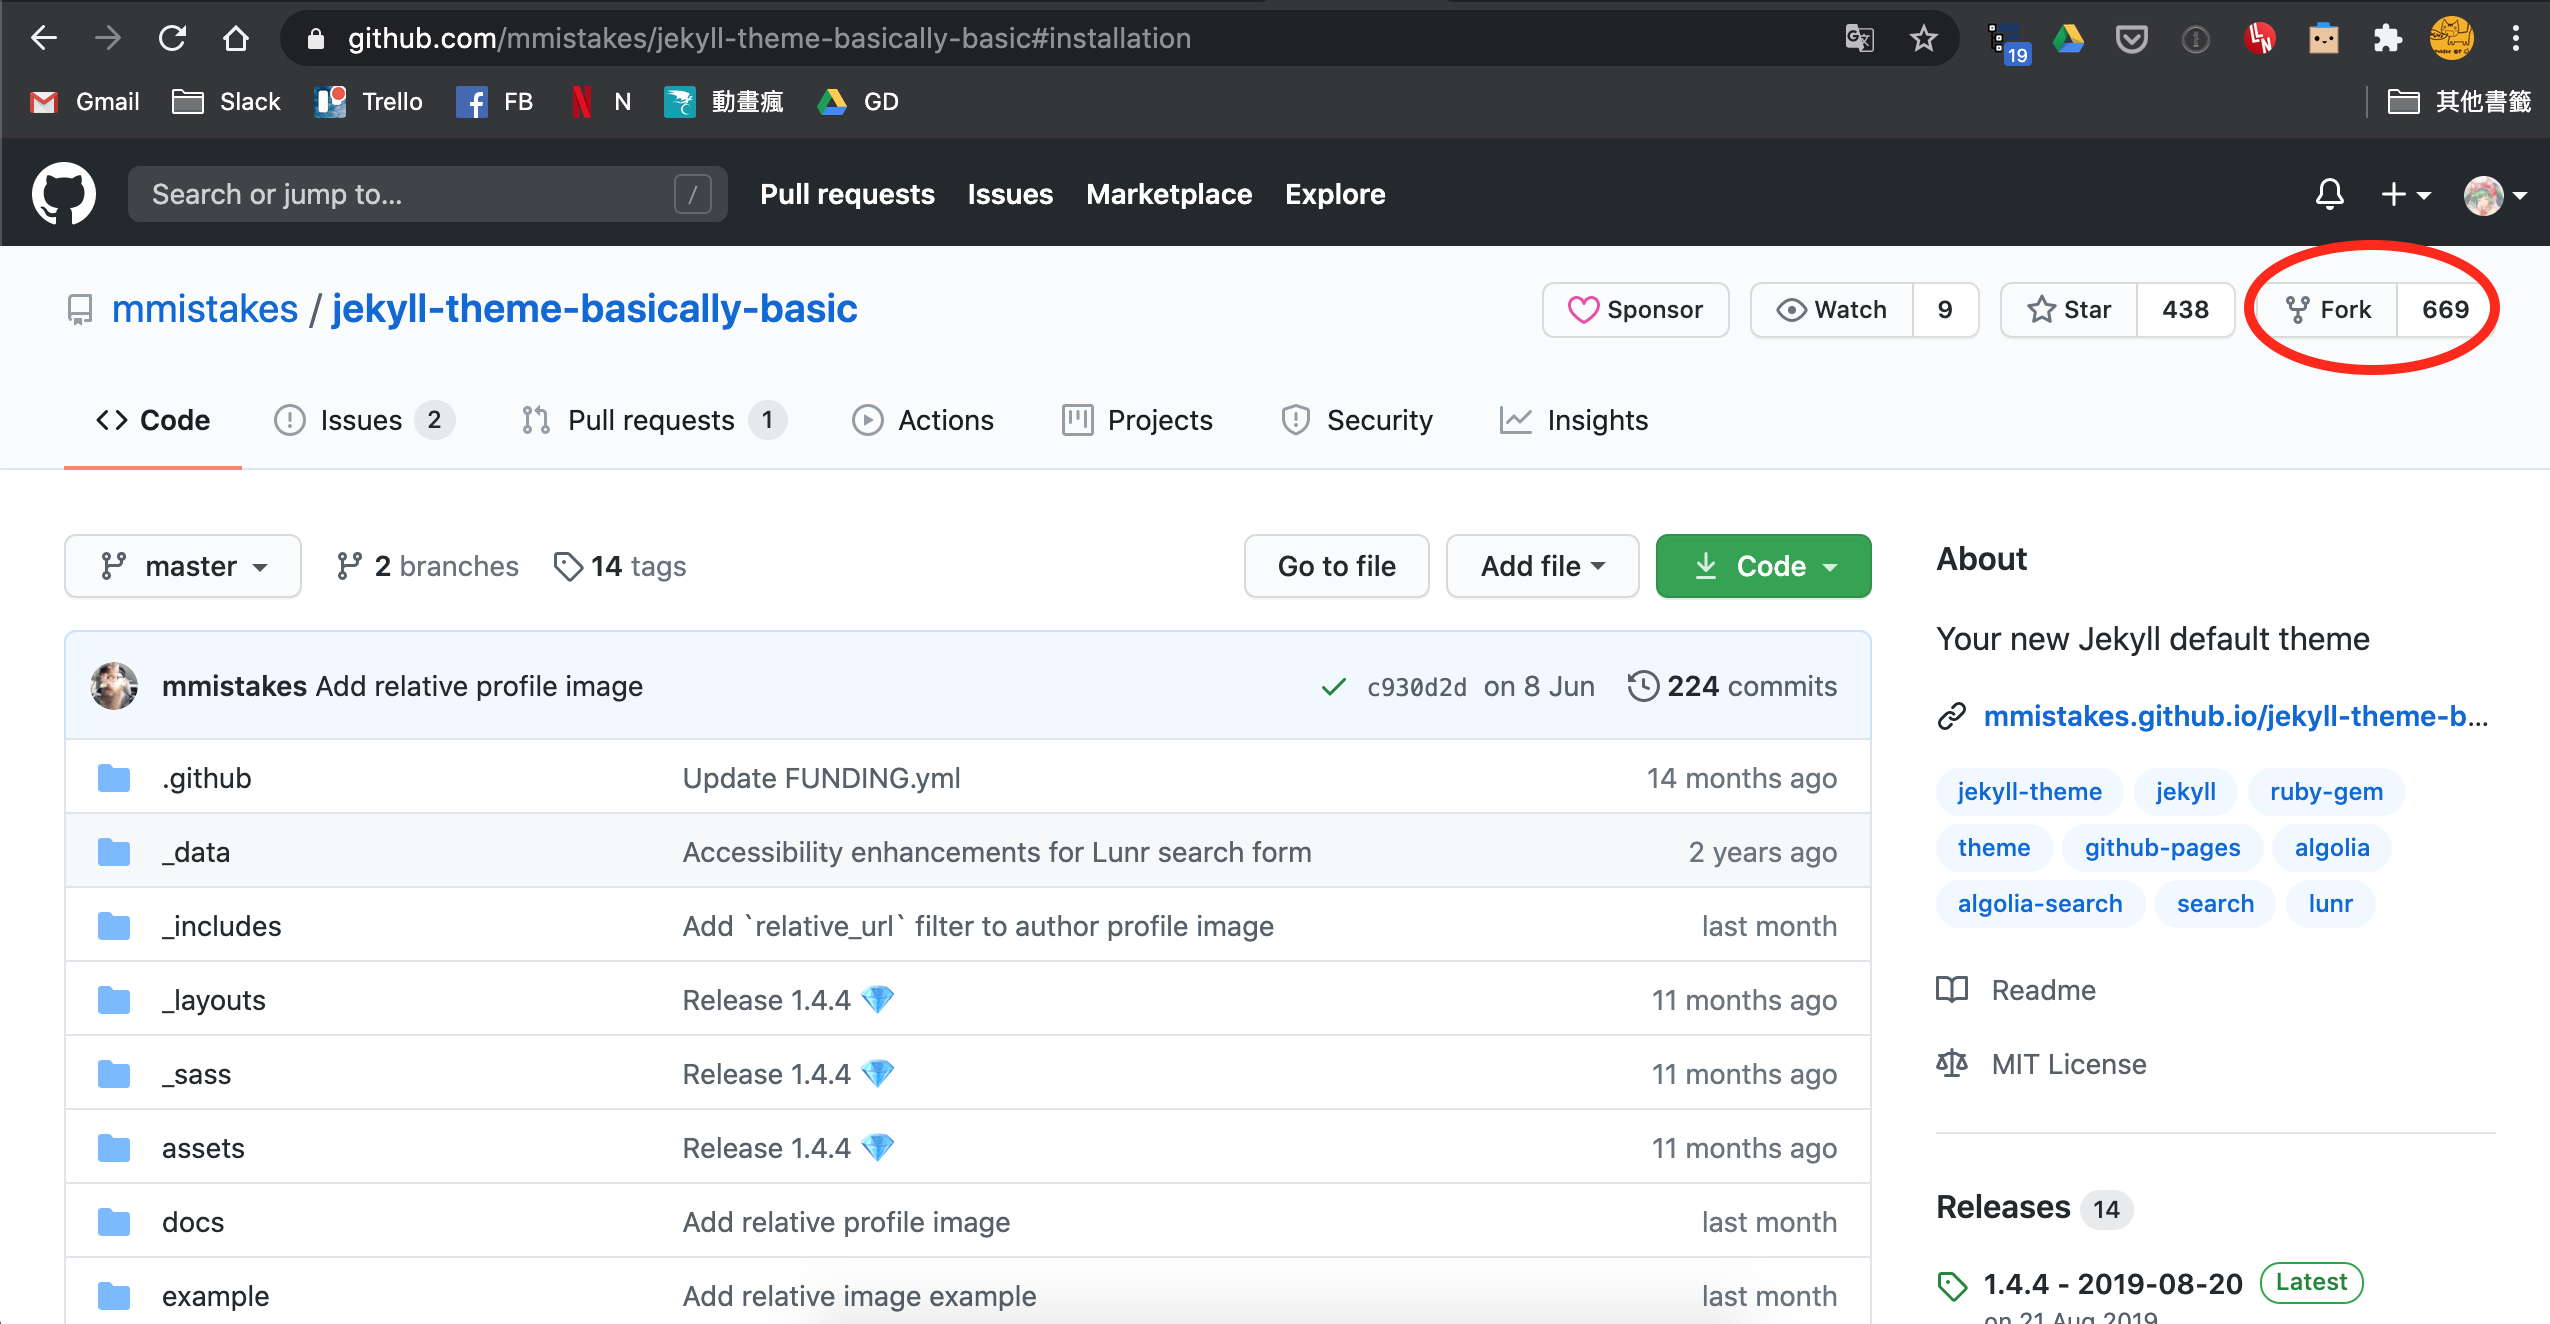 github.com/mmistakes/jekyll-theme-basically-basic#installation
19
Gmail Slack Trello FB N 動畫瘋 GD 其他書籤
Search or jump to... / Pull requests Issues Marketplace Explore
mmistakes / jekyll-theme-basically-basic Sponsor Watch 9 Star 438 Fork 669
Code Issues 2 Pull requests 1 Actions Projects Security Insights
master 2 branches 14 tags Go to file Add file Code
mmistakes Add relative profile image c930d2d on 8 Jun 224 commits
.github Update FUNDING.yml 14 months ago
_data Accessibility enhancements for Lunr search form 2 years ago
_includes Add `relative_url` filter to author profile image last month
_layouts Release 1.4.4 💎 11 months ago
_sass Release 1.4.4 💎 11 months ago
assets Release 1.4.4 💎 11 months ago
docs Add relative profile image last month
example Add relative image example last month
About
Your new Jekyll default theme
mmistakes.github.io/jekyll-theme-b...
jekyll-theme jekyll ruby-gem
theme github-pages algolia
algolia-search search lunr
Readme
MIT License
Releases 14
1.4.4 - 2019-08-20 Latest
on 21 Aug 2019